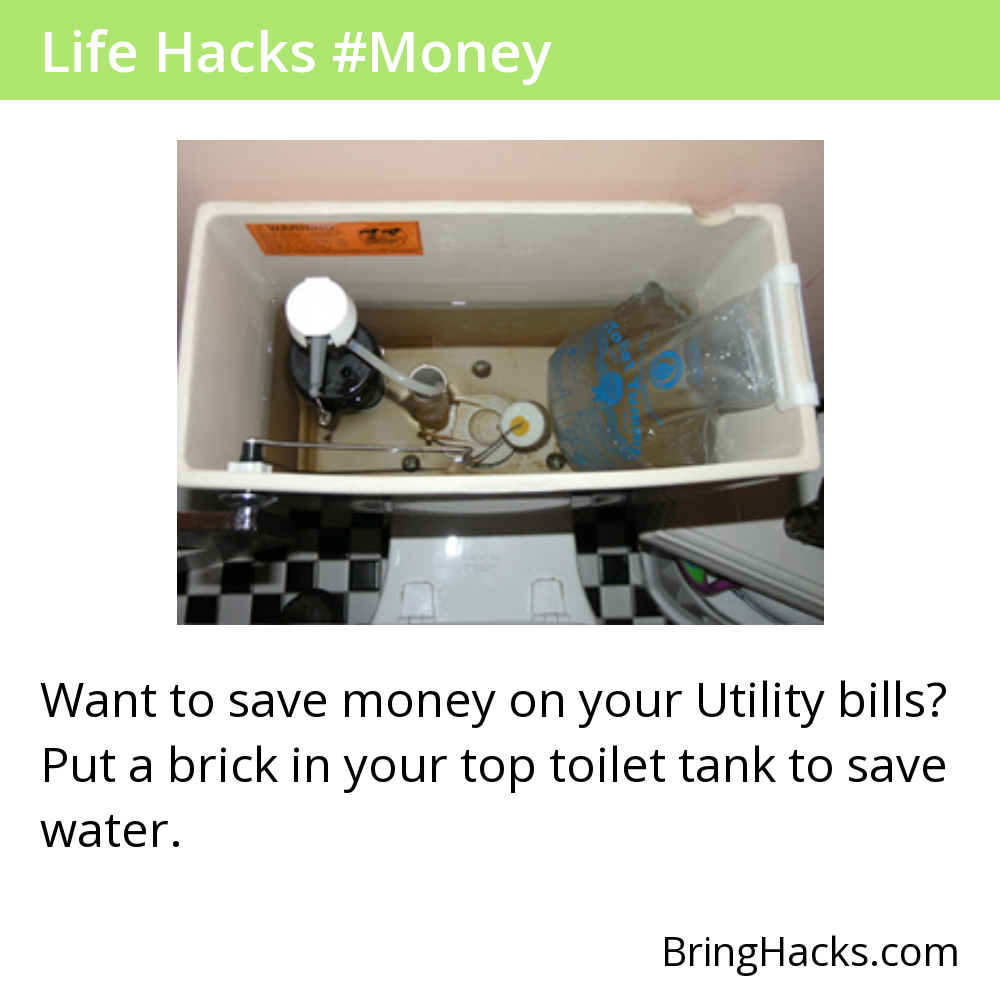 Life Hacks #Money
WARNING
Want to save money on your Utility bills?
Put a brick in your top toilet tank to save
water.
BringHacks.com